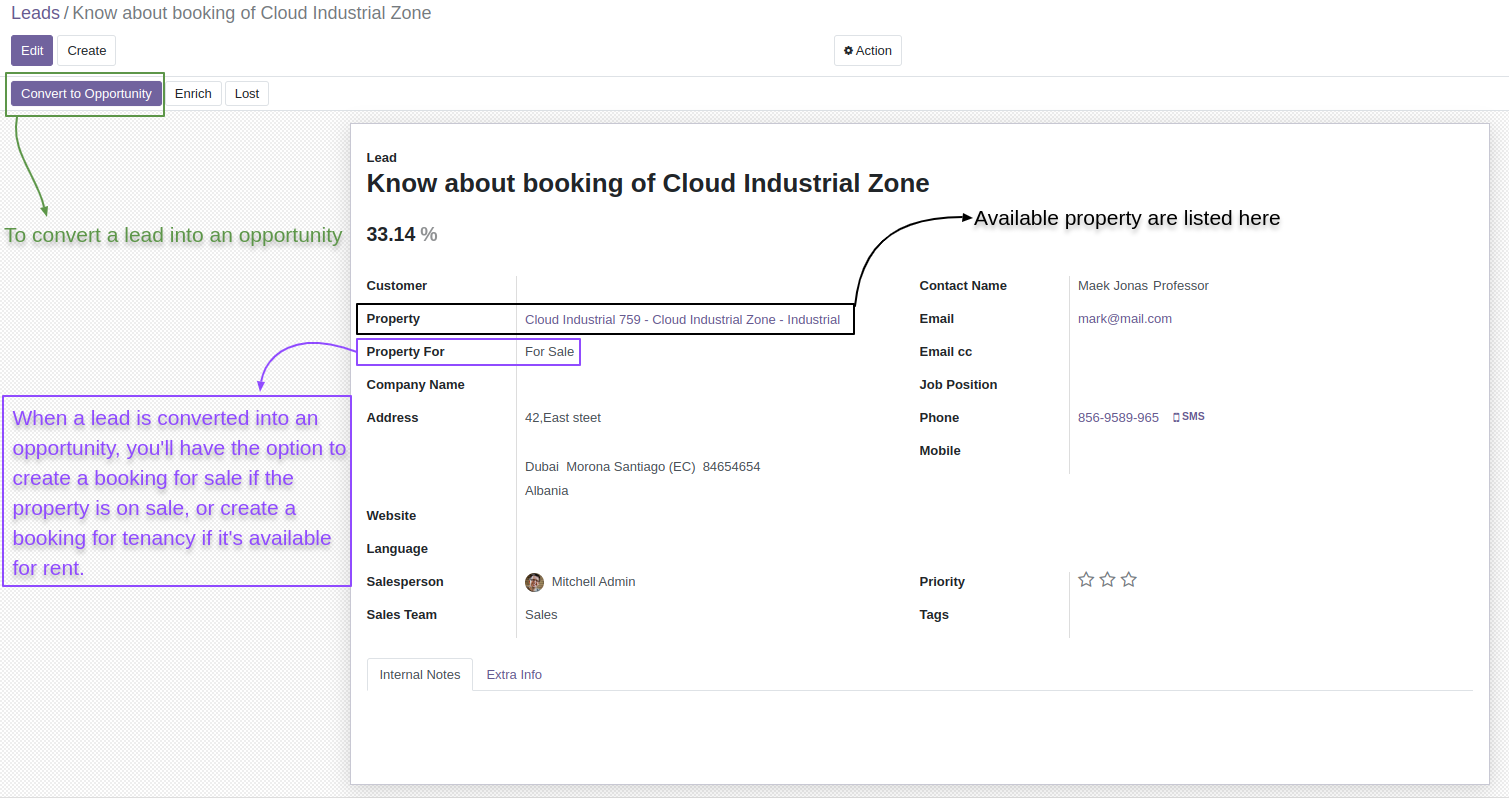 Leads / Know about booking of Cloud Industrial Zone
Edit Create Action
Convert to Opportunity Enrich Lost
To convert a lead into an opportunity
Lead
Know about booking of Cloud Industrial Zone
33.14 %
Available property are listed here
Customer
Contact Name Maek Jonas Professor
Property Cloud Industrial 759 - Cloud Industrial Zone - Industrial
Email mark@mail.com
Property For For Sale
Email cc
Company Name
Job Position
Address 42,East steet
Phone 856-9589-965 SMS
Mobile
Dubai Morona Santiago (EC) 84654654
Albania
Website
Language
Salesperson Mitchell Admin
Priority
Sales Team Sales
Tags
When a lead is converted into an
opportunity, you'll have the option to
create a booking for sale if the
property is on sale, or create a
booking for tenancy if it's available
for rent.
Internal Notes Extra Info